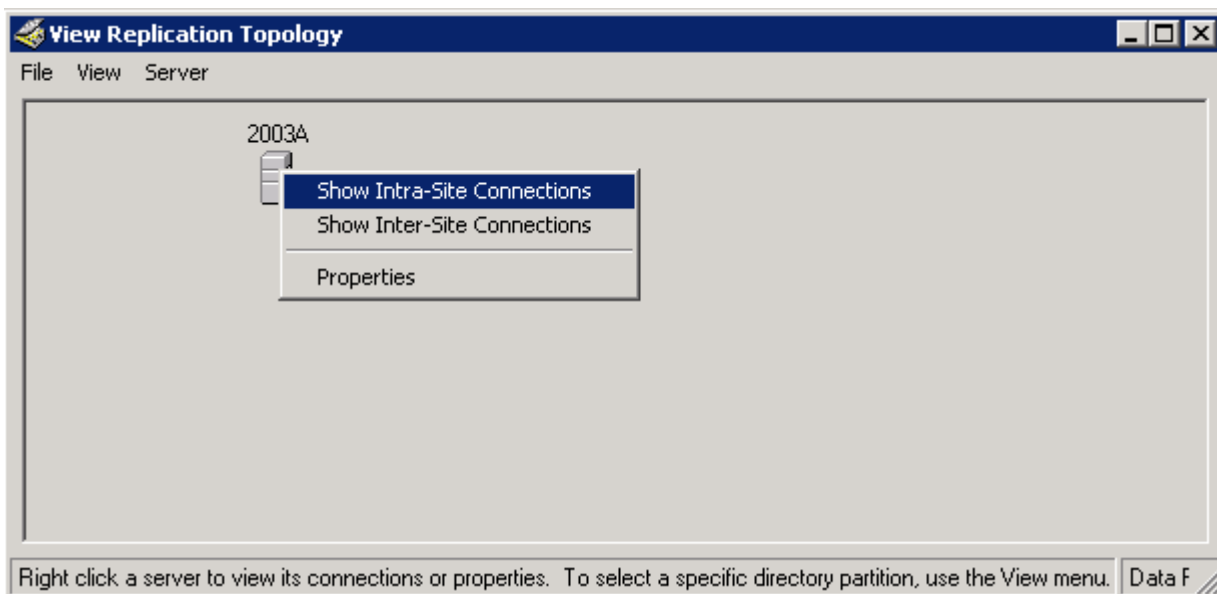 View Replication Topology
File View Server
2003A
Show Intra-Site Connections
Show Inter-Site Connections
Properties
Right click a server to view its connections or properties. To select a specific directory partition, use the View menu.
Data F